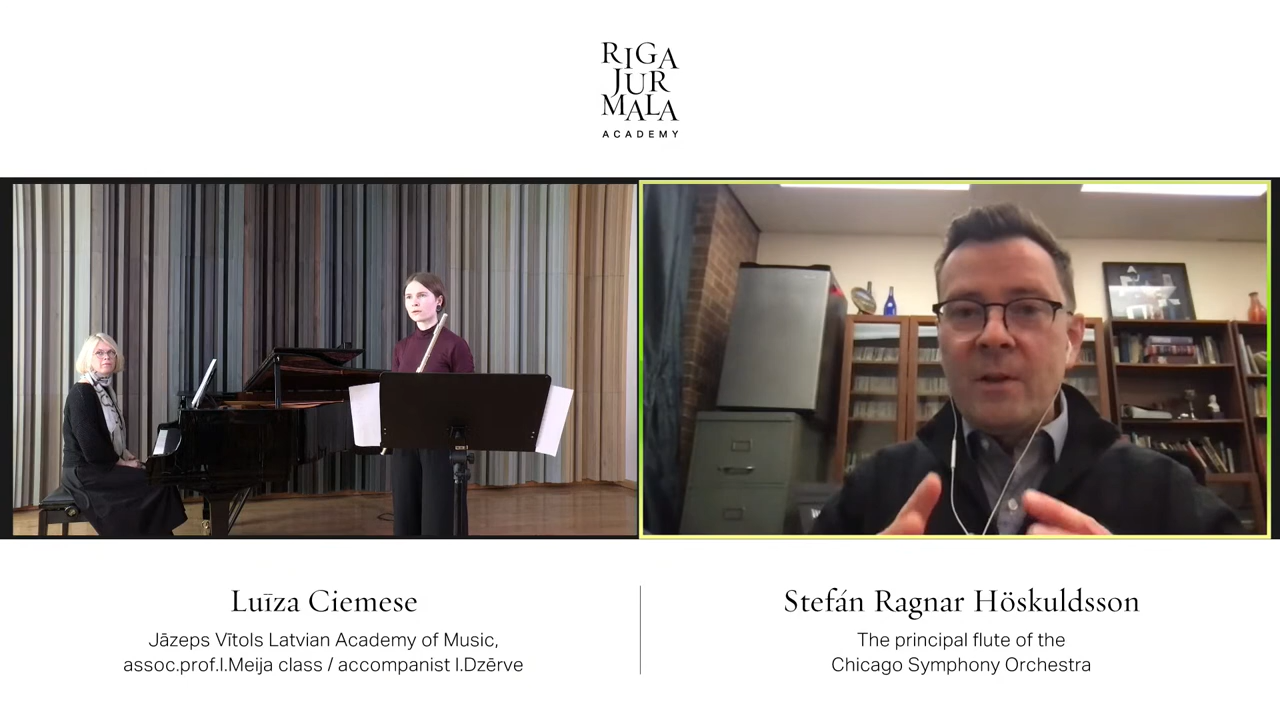 RIGA
JUR
MALA
ACADEMY
Luīza Ciemese
Jāzeps Vītols Latvian Academy of Music,
assoc.prof.I.Meija class / accompanist I.Dzērve
Stefán Ragnar Höskuldsson
The principal flute of the
Chicago Symphony Orchestra